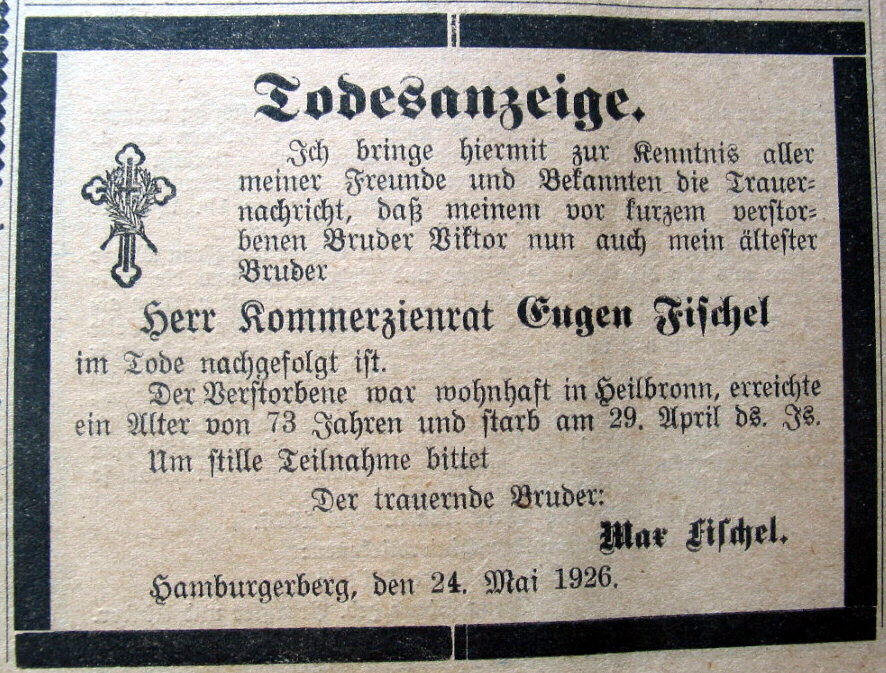 Todesanzeige.
Ich bringe hiermit zur Kenntnis aller
meiner Freunde und Bekannten die Trauer=
nachricht, daß meinem vor kurzem verstor=
benen Bruder Viktor nun auch mein ältester
Bruder
Herr Kommerzienrat Eugen Fischel
im Tode nachgefolgt ist.
Der Verstorbene war wohnhaft in Heilbronn, erreichte
ein Alter von 73 Jahren und starb am 29. April ds. Js.
Um stille Teilnahme bittet
Der trauernde Bruder:
Max Fischel.
Hamburgerberg, den 24. Mai 1926.